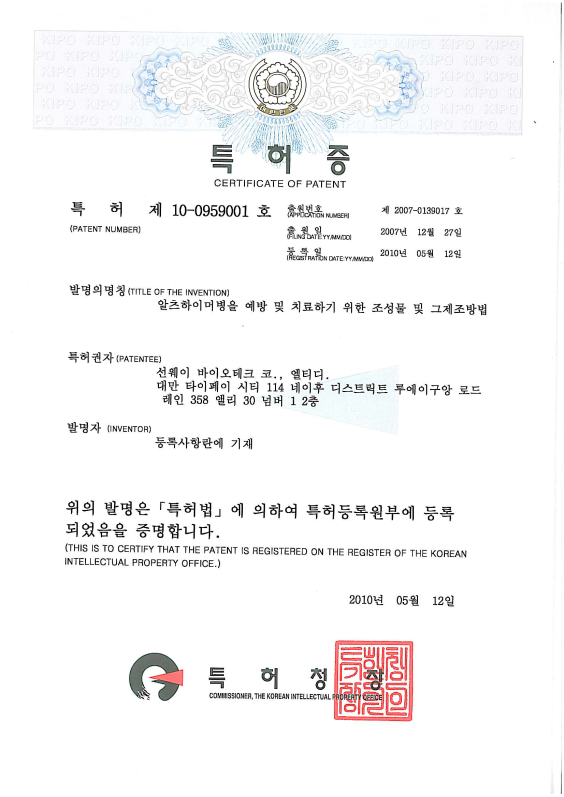 특 허 증
CERTIFICATE OF PATENT
특 허 제 10-0959001 호
(PATENT NUMBER)
출원번호 제 2007-0139017 호
(APPLICATION NUMBER)
출원일 2007년 12월 27일
(FILING DATE:YY/MM/DD)
등록일 2010년 05월 12일
(REGISTRATION DATE:YY/MM/DD)
발명의명칭 (TITLE OF THE INVENTION)
알츠하이머병을 예방 및 치료하기 위한 조성물 및 그제조방법
특허권자 (PATENTEE)
선웨이 바이오테크 코., 엘티디.
대만 타이페이 시티 114 네이후 디스트릭트 루에이구앙 로드
레인 358 앨리 30 넘버 1 2층
발명자 (INVENTOR)
등록사항란에 기재
위의 발명은 「특허법」에 의하여 특허등록원부에 등록
되었음을 증명합니다.
(THIS IS TO CERTIFY THAT THE PATENT IS REGISTERED ON THE REGISTER OF THE KOREAN
INTELLECTUAL PROPERTY OFFICE.)
2010년 05월 12일
특 허 청 장
COMMISSIONER, THE KOREAN INTELLECTUAL PROPERTY OFFICE